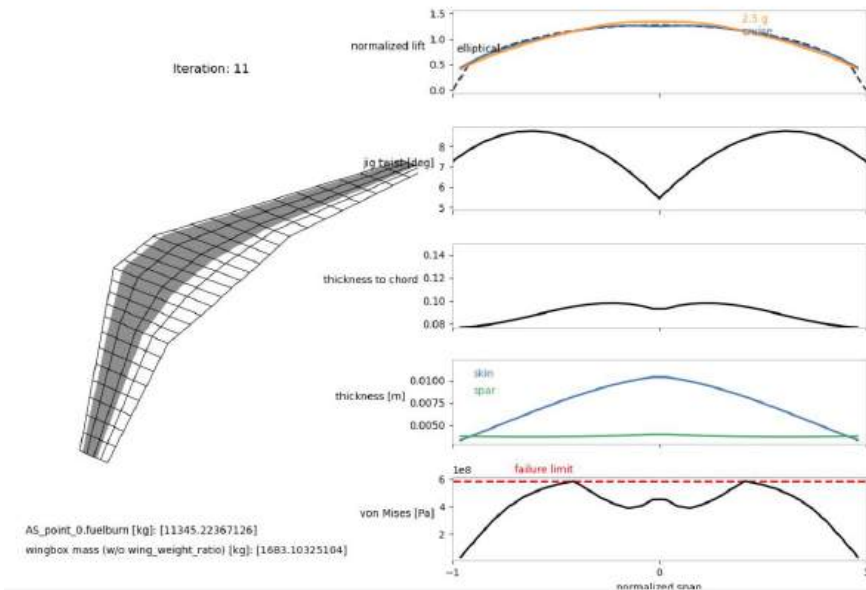 Iteration: 11
AS_point_0.fuelburn [kg]: [11345.22367126]
wingbox mass (w/o wing_weight_ratio) [kg]: [1683.10325104]
normalized lift
1.5
1.0
0.5
0.0
2.5 g
cruise
elliptical
jig twist [deg]
8
7
6
5
thickness to chord
0.14
0.12
0.10
0.08
thickness [m]
0.0100
0.0075
0.0050
skin
spar
von Mises [Pa]
1e8
6
4
2
failure limit
−1
0
normalized span